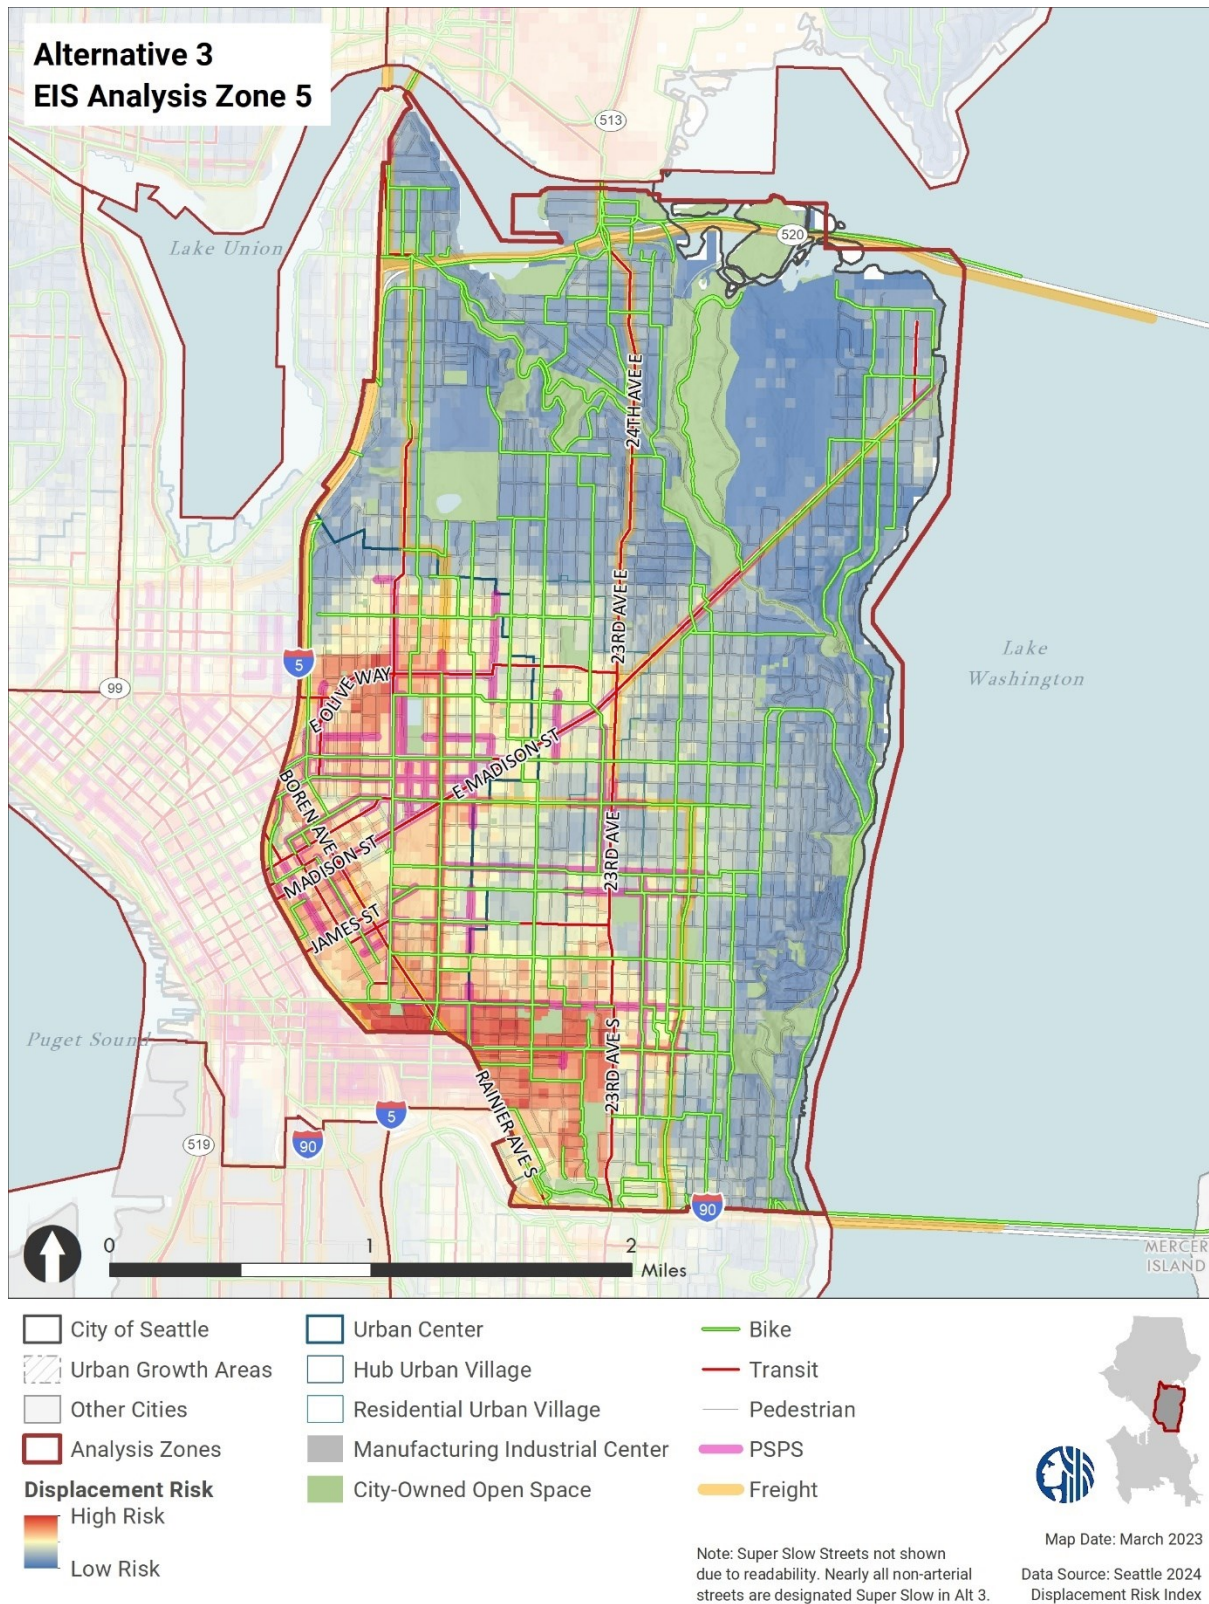 Alternative 3
EIS Analysis Zone 5
513
520
Lake Union
24TH AVE E
23RD AVE E
5
99
E OLIVE WAY
Lake
Washington
E MADISON ST
BOREN AVE
MADISON ST
23RD AVE
JAMES ST
Puget Sound
23RD AVE S
RAINIER AVE S
5
90
519
90
MERCER
ISLAND
0 1 2
Miles
City of Seattle
Urban Growth Areas
Other Cities
Analysis Zones
Displacement Risk
High Risk
Low Risk
Urban Center
Hub Urban Village
Residential Urban Village
Manufacturing Industrial Center
City-Owned Open Space
Bike
Transit
Pedestrian
PSPS
Freight
Note: Super Slow Streets not shown
due to readability. Nearly all non-arterial
streets are designated Super Slow in Alt 3.
Map Date: March 2023
Data Source: Seattle 2024
Displacement Risk Index